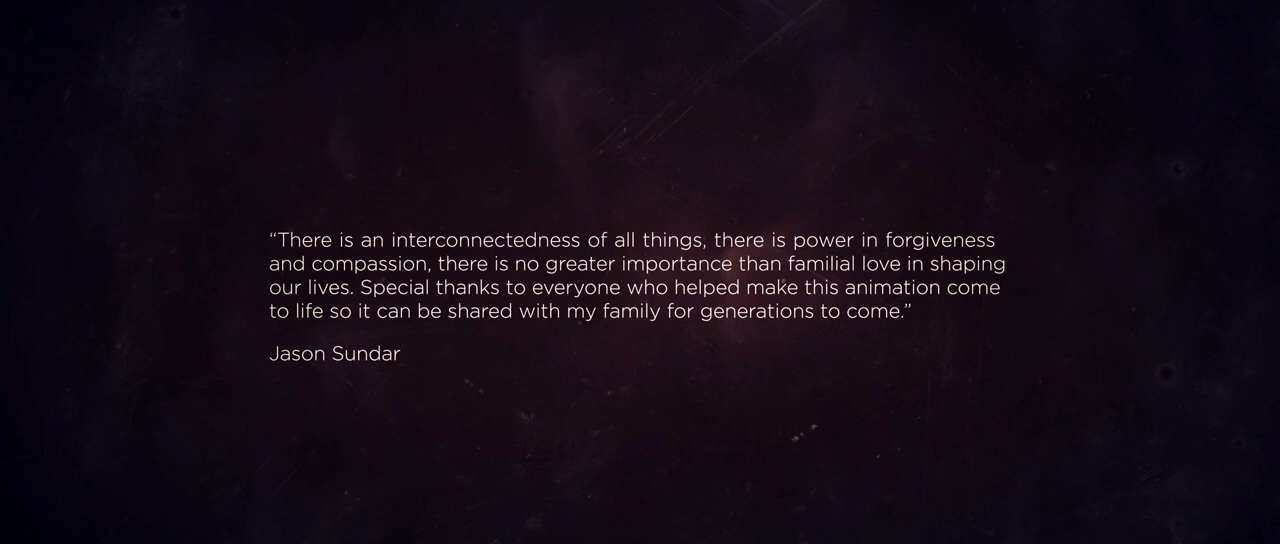 “There is an interconnectedness of all things, there is power in forgiveness
and compassion, there is no greater importance than familial love in shaping
our lives. Special thanks to everyone who helped make this animation come
to life so it can be shared with my family for generations to come.”
Jason Sundar